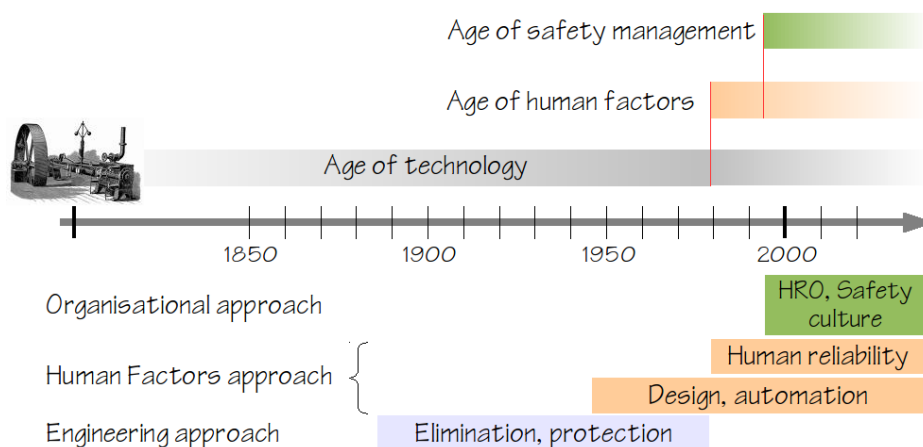 Age of safety management
Age of human factors
Age of technology
1850 1900 1950 2000
Organisational approach
HRO, Safety
culture
Human reliability
Human Factors approach
Design, automation
Engineering approach
Elimination, protection